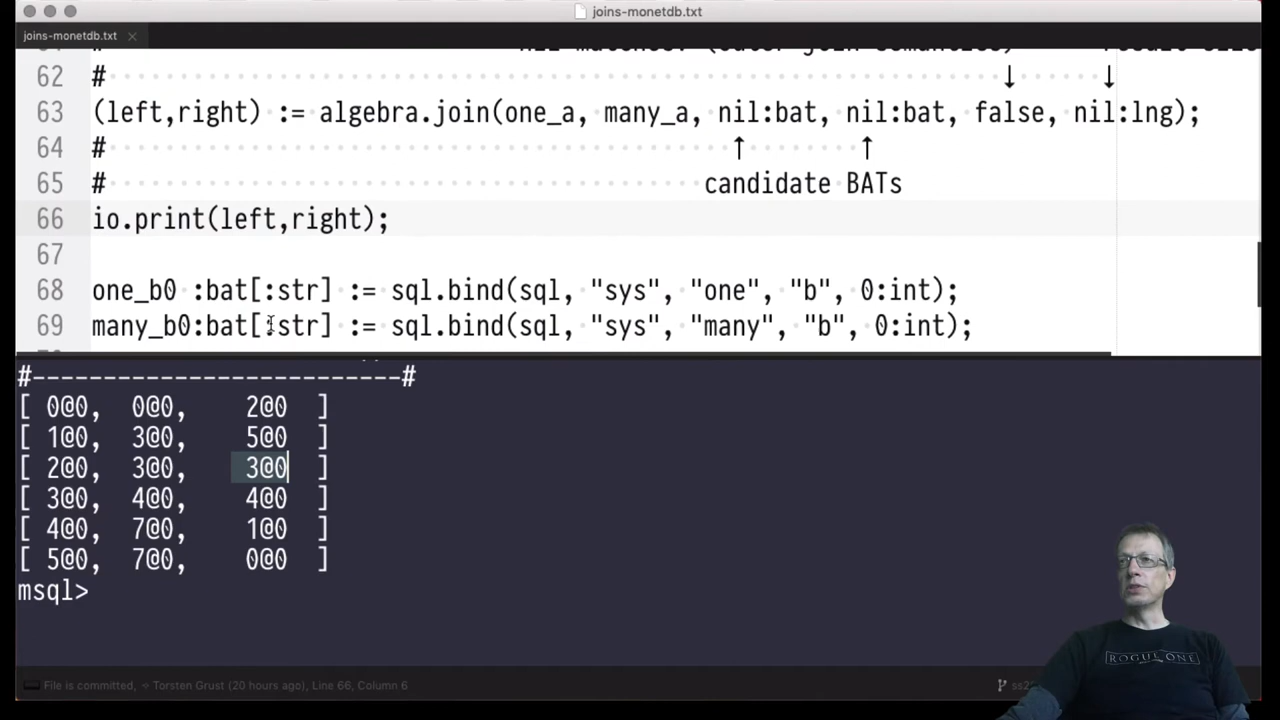 joins-monetdb.txt
joins-monetdb.txt ×
62 # ↓ ↓
63 (left,right) := algebra.join(one_a, many_a, nil:bat, nil:bat, false, nil:lng);
64 # ↑ ↑
65 # candidate BATs
66 io.print(left,right);
67
68 one_b0 :bat[:str] := sql.bind(sql, "sys", "one", "b", 0:int);
69 many_b0:bat[:str] := sql.bind(sql, "sys", "many", "b", 0:int);
#--------------------------#
[ 0@0, 0@0, 2@0 ]
[ 1@0, 3@0, 5@0 ]
[ 2@0, 3@0, 3@0 ]
[ 3@0, 4@0, 4@0 ]
[ 4@0, 7@0, 1@0 ]
[ 5@0, 7@0, 0@0 ]
msql>
ROGUE ONE
File is committed, Torsten Grust (20 hours ago), Line 66, Column 6